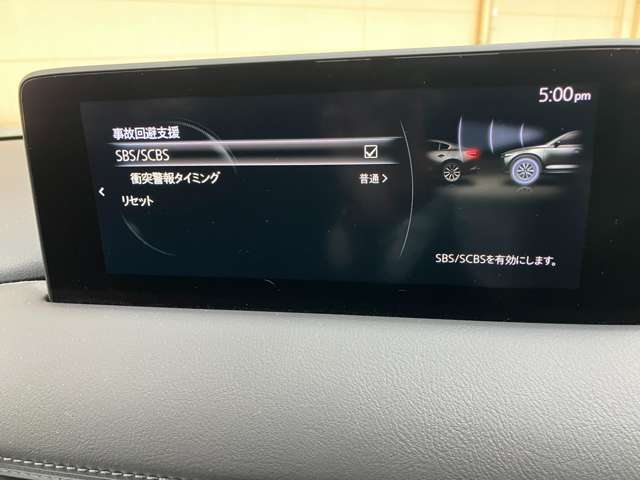 5:00pm
事故回避支援
SBS/SCBS
衝突警報タイミング 普通
リセット
SBS/SCBSを有効にします。